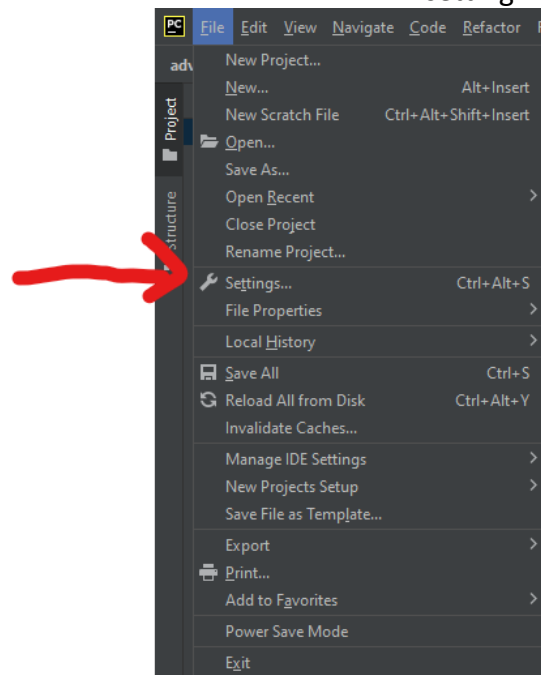 PC File Edit View Navigate Code Refactor
New Project...
Project
New... Alt+Insert
New Scratch File Ctrl+Alt+Shift+Insert
Open...
Save As...
Open Recent
Structure
Close Project
Rename Project...
Settings... Ctrl+Alt+S
File Properties
Local History
Save All Ctrl+S
Reload All from Disk Ctrl+Alt+Y
Invalidate Caches...
Manage IDE Settings
New Projects Setup
Save File as Template...
Export
Print...
Add to Favorites
Power Save Mode
Exit